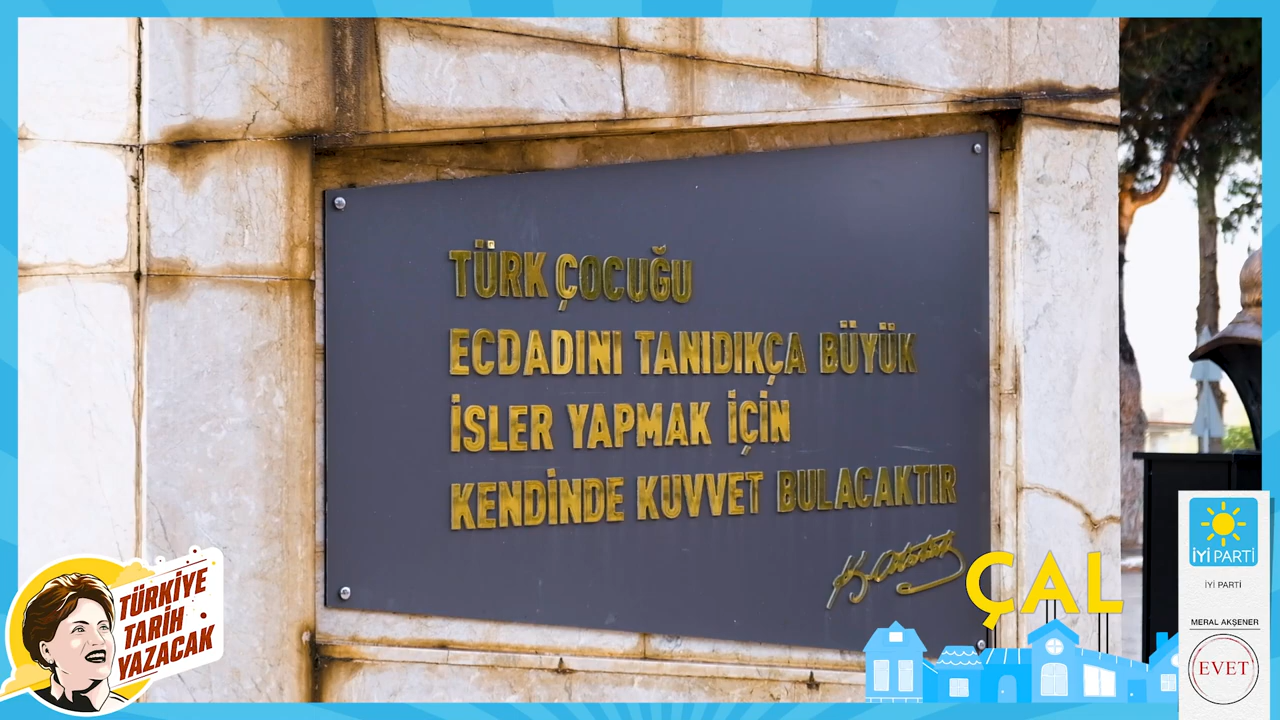 TÜRK ÇOCUĞU
ECDADINI TANIDIKÇA BÜYÜK
İSLER YAPMAK İÇİN
KENDİNDE KUVVET BULACAKTIR
K. Atatürk
TÜRKİYE
TARİH
YAZACAK
ÇAL
İYİ PARTİ
İYİ PARTİ
MERAL AKŞENER
EVET